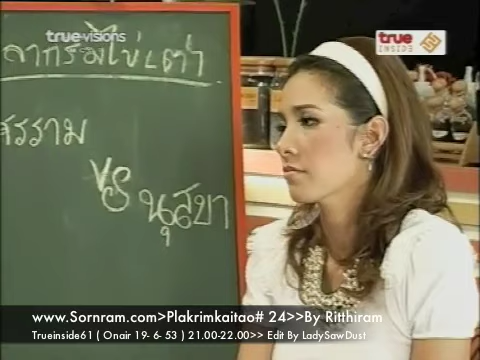 true visions
true
INSIDE
ลากริมไข่เต่า
ศรราม
VS
นุสบา
www.Sornram.com>Plakrimkaitao# 24>>By Ritthiram
Trueinside61 ( Onair 19- 6- 53 ) 21.00-22.00>> Edit By LadySawDust